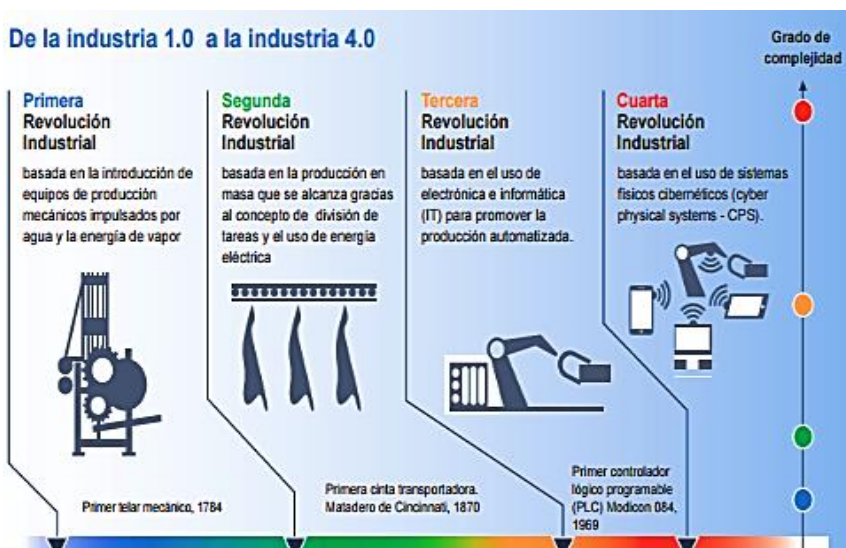 De la industria 1.0 a la industria 4.0
Grado de
complejidad
Primera
Revolución
Industrial
basada en la introducción de
equipos de producción
mecánicos impulsados por
agua y la energía de vapor
Segunda
Revolución
Industrial
basada en la producción en
masa que se alcanza gracias
al concepto de división de
tareas y el uso de energía
eléctrica
Tercera
Revolución
Industrial
basada en el uso de
electrónica e informática
(IT) para promover la
producción automatizada.
Cuarta
Revolución
Industrial
basada en el uso de sistemas
físicos cibernéticos (cyber
physical systems - CPS).
Primer telar mecánico, 1784
Primera cinta transportadora.
Matadero de Cincinnati, 1870
Primer controlador
lógico programable
(PLC) Modicon 084,
1969